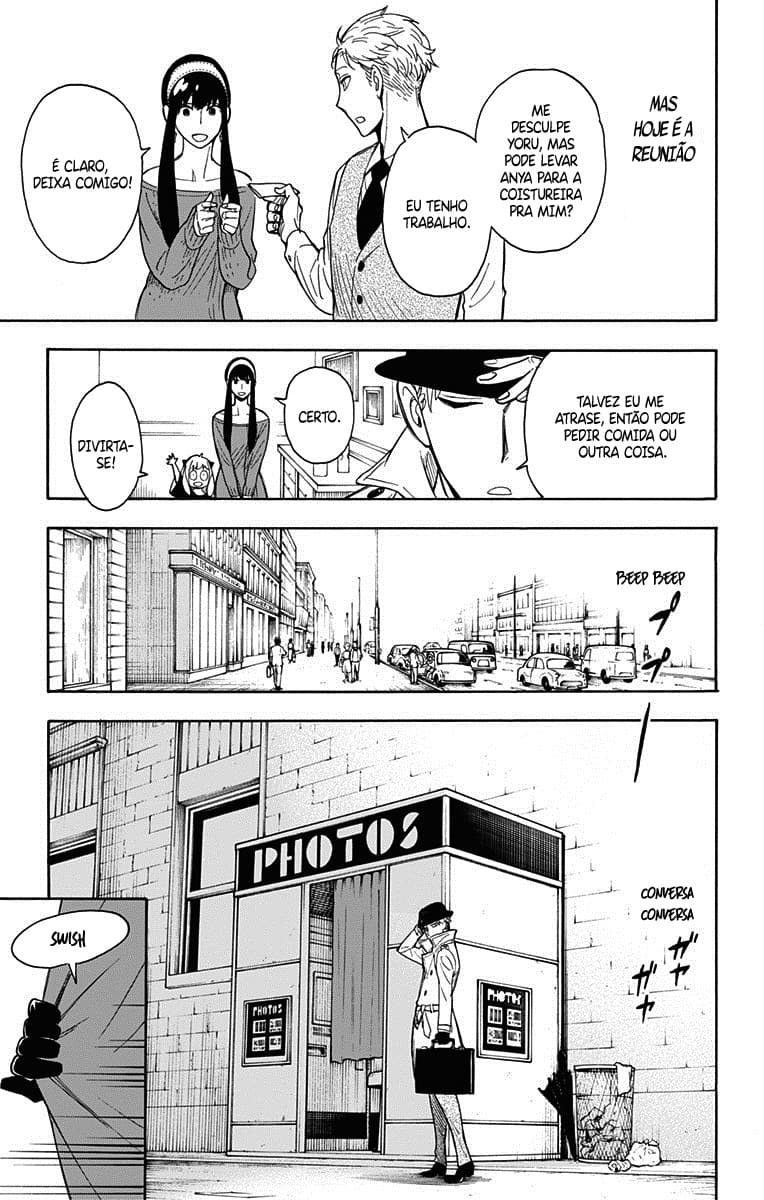 MAS
HOJE É A
REUNIÃO
ME
DESCULPE
YORU, MAS
PODE LEVAR
ANYA PARA A
COISTUREIRA
PRA MIM?
EU TENHO
TRABALHO.
É CLARO,
DEIXA COMIGO!
TALVEZ EU ME
ATRASE, ENTÃO PODE
PEDIR COMIDA OU
OUTRA COISA.
CERTO.
DIVIRTA-
SE!
BEEP BEEP
PHOTOS
PHOTOS
PHOTOS
CONVERSA
CONVERSA
ガヤ
ガヤ
SWISH